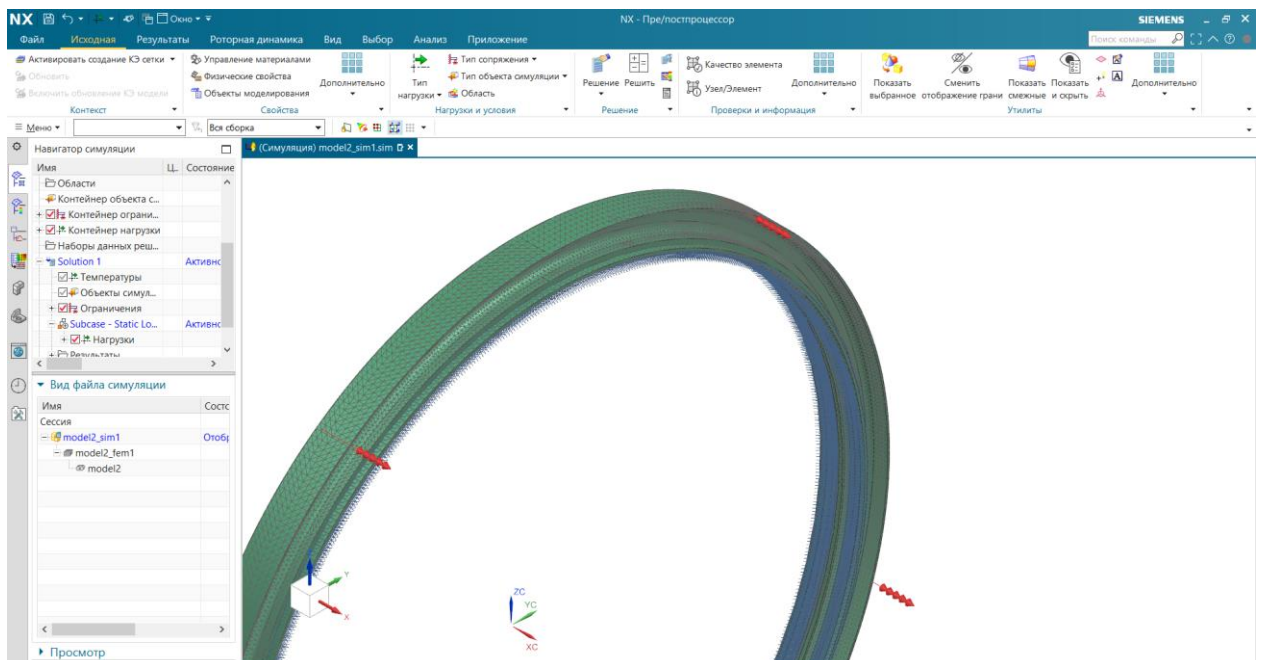 NX Окно NX - Пре/постпроцессор SIEMENS
Файл Исходная Результаты Роторная динамика Вид Выбор Анализ Приложение Поиск команды
Активировать создание КЭ сетки Управление материалами Тип сопряжения Качество элемента
Обновить Физические свойства Дополнительно Тип Тип объекта симуляции Решение Решить Дополнительно Показать Сменить Показать Показать Дополнительно
Включить обновление КЭ модели Объекты моделирования нагрузки Область Узел/Элемент выбранное отображение грани смежные и скрыть
Контекст Свойства Нагрузки и условия Решение Проверки и информация Утилиты
Меню Вся сборка
Навигатор симуляции (Симуляция) model2_sim1.sim
Имя Ц.. Состояние
Области
Контейнер объекта с...
Контейнер ограни...
Контейнер нагрузки
Наборы данных реш...
Solution 1 Активнс
Температуры
Объекты симул...
Ограничения
Subcase - Static Lo... Активнс
Нагрузки
Результаты
Вид файла симуляции
Имя Состс
Сессия
model2_sim1 Отобр
model2_fem1
model2
Z
Y
X
ZC
YC
XC
Просмотр